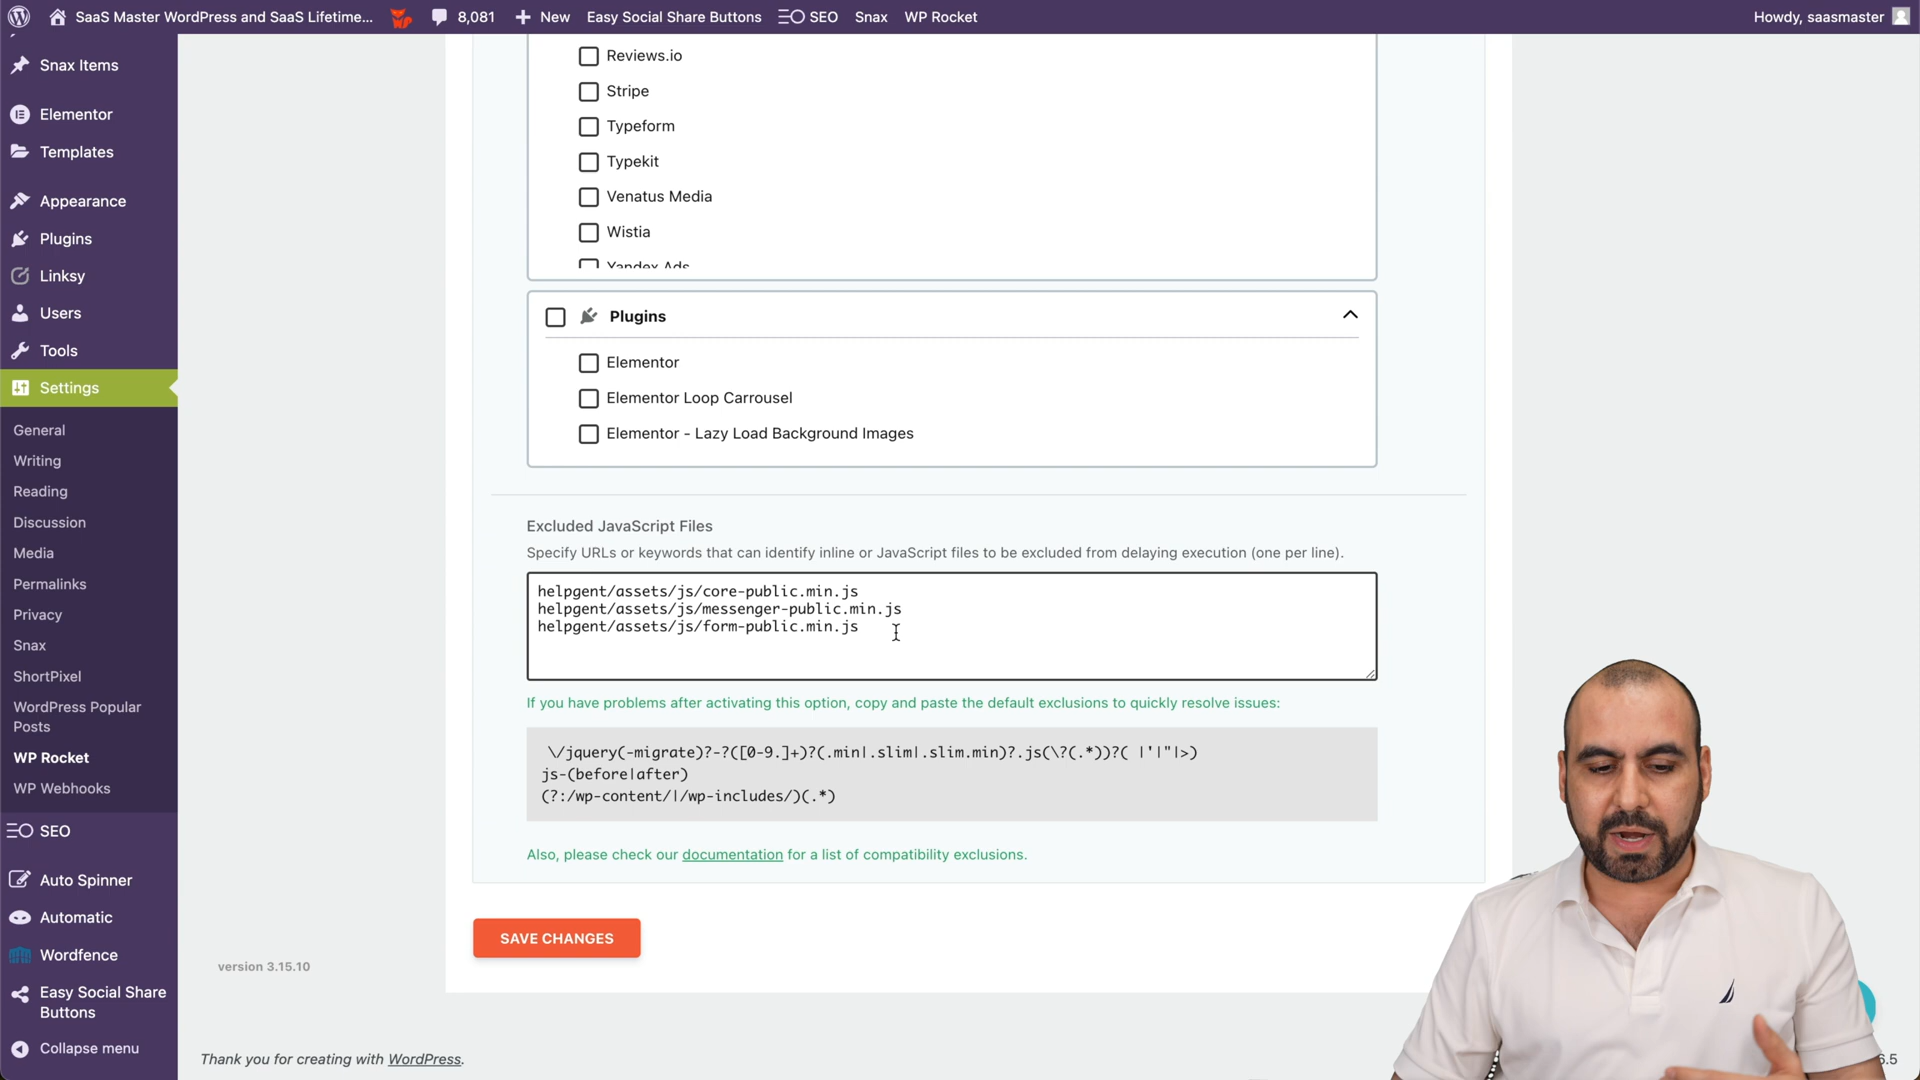 SaaS Master WordPress and SaaS Lifetime... 8,081 New Easy Social Share Buttons SEO Snax WP Rocket Howdy, saasmaster
Snax Items
Elementor
Templates
Appearance
Plugins
Linksy
Users
Tools
Settings
General
Writing
Reading
Discussion
Media
Permalinks
Privacy
Snax
ShortPixel
WordPress Popular
Posts
WP Rocket
WP Webhooks
SEO
Auto Spinner
Automatic
Wordfence
Easy Social Share
Buttons
Collapse menu
Reviews.io
Stripe
Typeform
Typekit
Venatus Media
Wistia
Yandex Ads
Plugins
Elementor
Elementor Loop Carrousel
Elementor - Lazy Load Background Images
Excluded JavaScript Files
Specify URLs or keywords that can identify inline or JavaScript files to be excluded from delaying execution (one per line).
helpgent/assets/js/core-public.min.js
helpgent/assets/js/messenger-public.min.js
helpgent/assets/js/form-public.min.js
If you have problems after activating this option, copy and paste the default exclusions to quickly resolve issues:
\/jquery(-migrate)?-?([0-9.]+)?(.min|.slim|.slim.min)?.js(\?(.*))?( |'|"|>)
js-(before|after)
(?:/wp-content/|/wp-includes/)(.*)
Also, please check our documentation for a list of compatibility exclusions.
SAVE CHANGES
version 3.15.10
Thank you for creating with WordPress.
6.5